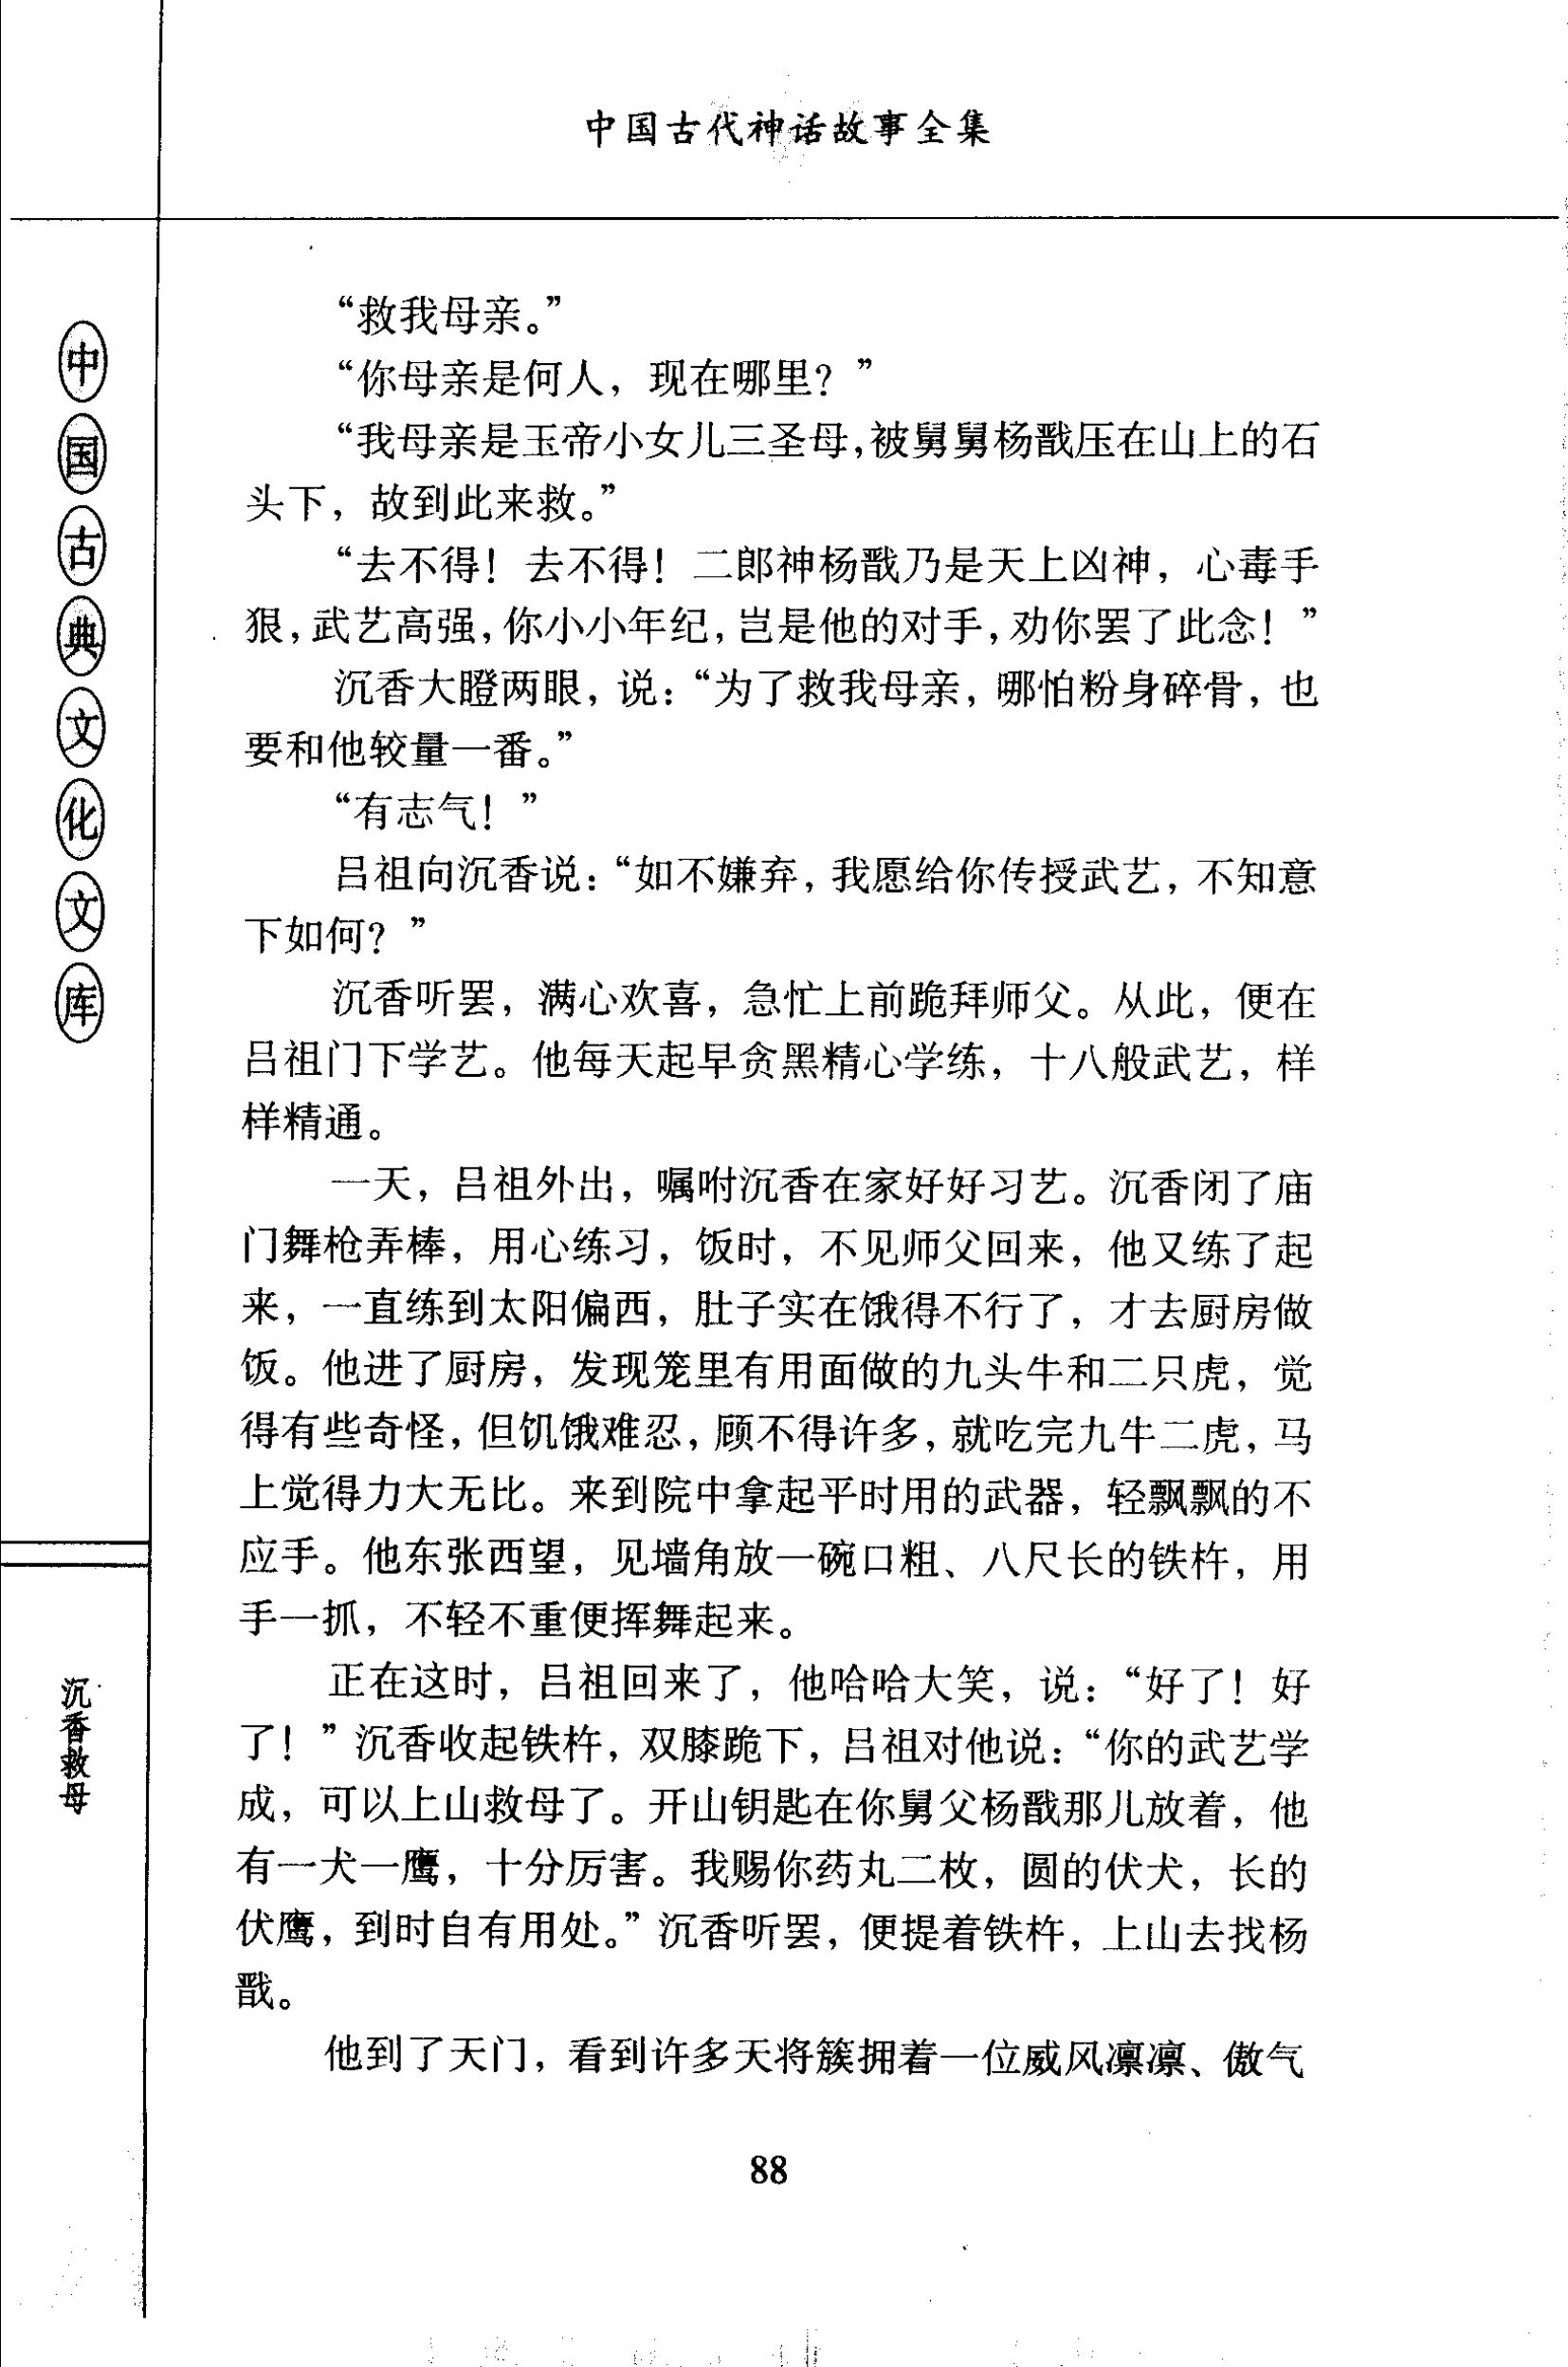 中国古代神话故事全集
中国古典文化文库
沉香救母
“救我母亲。”
“你母亲是何人，现在哪里？”
“我母亲是玉帝小女儿三圣母，被舅舅杨戬压在山上的石
头下，故到此来救。”
“去不得！去不得！二郎神杨戬乃是天上凶神，心毒手
狠，武艺高强，你小小年纪，岂是他的对手，劝你罢了此念！”
沉香大瞪两眼，说：“为了救我母亲，哪怕粉身碎骨，也
要和他较量一番。”
“有志气！”
吕祖向沉香说：“如不嫌弃，我愿给你传授武艺，不知意
下如何？”
沉香听罢，满心欢喜，急忙上前跪拜师父。从此，便在
吕祖门下学艺。他每天起早贪黑精心学练，十八般武艺，样
样精通。
一天，吕祖外出，嘱咐沉香在家好好习艺。沉香闭了庙
门舞枪弄棒，用心练习，饭时，不见师父回来，他又练了起
来，一直练到太阳偏西，肚子实在饿得不行了，才去厨房做
饭。他进了厨房，发现笼里有用面做的九头牛和二只虎，觉
得有些奇怪，但饥饿难忍，顾不得许多，就吃完九牛二虎，马
上觉得力大无比。来到院中拿起平时用的武器，轻飘飘的不
应手。他东张西望，见墙角放一碗口粗、八尺长的铁杵，用
手一抓，不轻不重便挥舞起来。
正在这时，吕祖回来了，他哈哈大笑，说：“好了！好
了！”沉香收起铁杵，双膝跪下，吕祖对他说：“你的武艺学
成，可以上山救母了。开山钥匙在你舅父杨戬那儿放着，他
有一犬一鹰，十分厉害。我赐你药丸二枚，圆的伏犬，长的
伏鹰，到时自有用处。”沉香听罢，便提着铁杵，上山去找杨
戬。
他到了天门，看到许多天将簇拥着一位威风凛凛、傲气
88